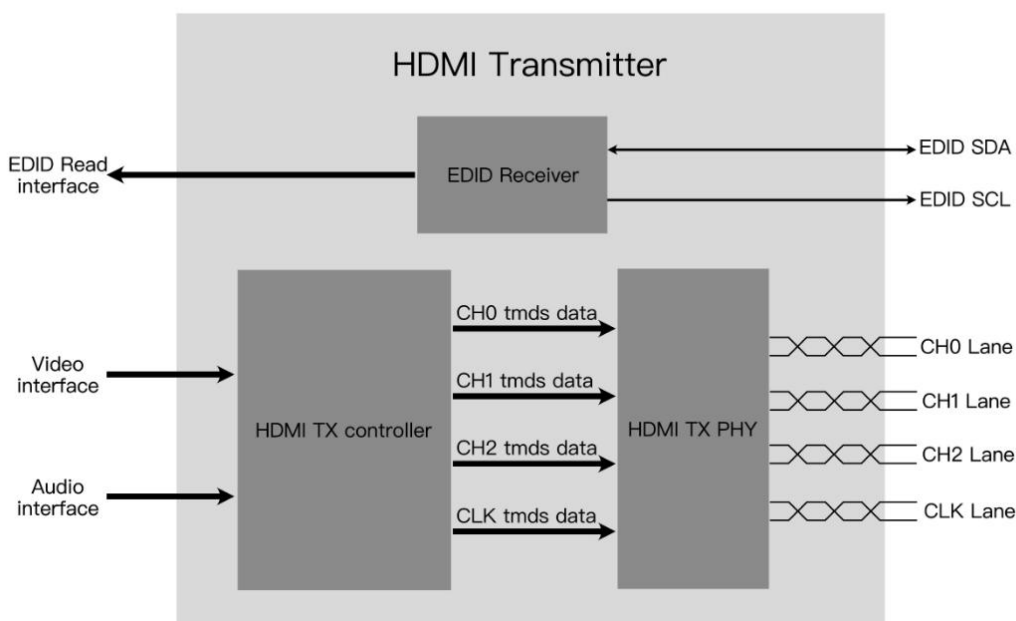 HDMI Transmitter
EDID Read
interface
EDID Receiver
EDID SDA
EDID SCL
Video
interface
Audio
interface
HDMI TX controller
CH0 tmds data
CH1 tmds data
CH2 tmds data
CLK tmds data
HDMI TX PHY
CH0 Lane
CH1 Lane
CH2 Lane
CLK Lane